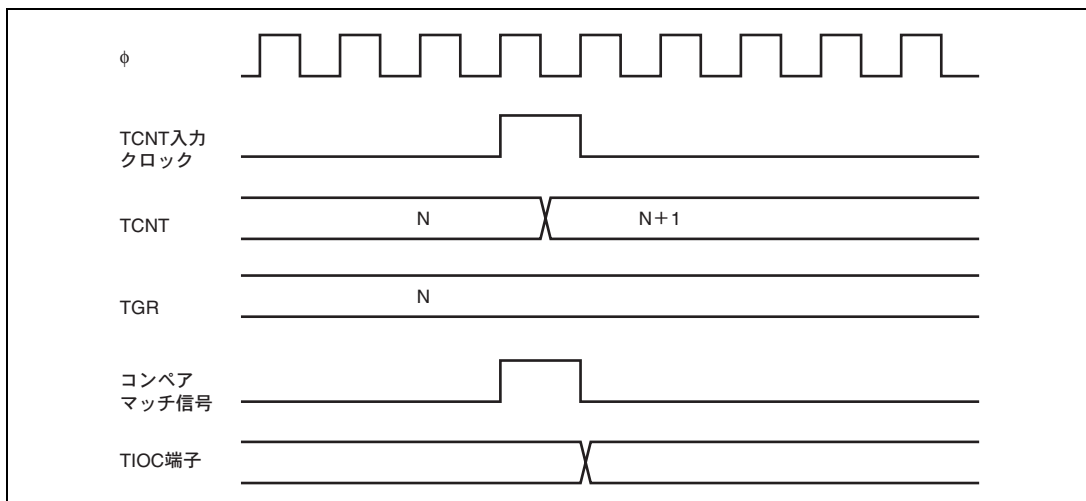 φ
TCNT入力
クロック
TCNT
N
N+1
TGR
N
コンペア
マッチ信号
TIOC端子